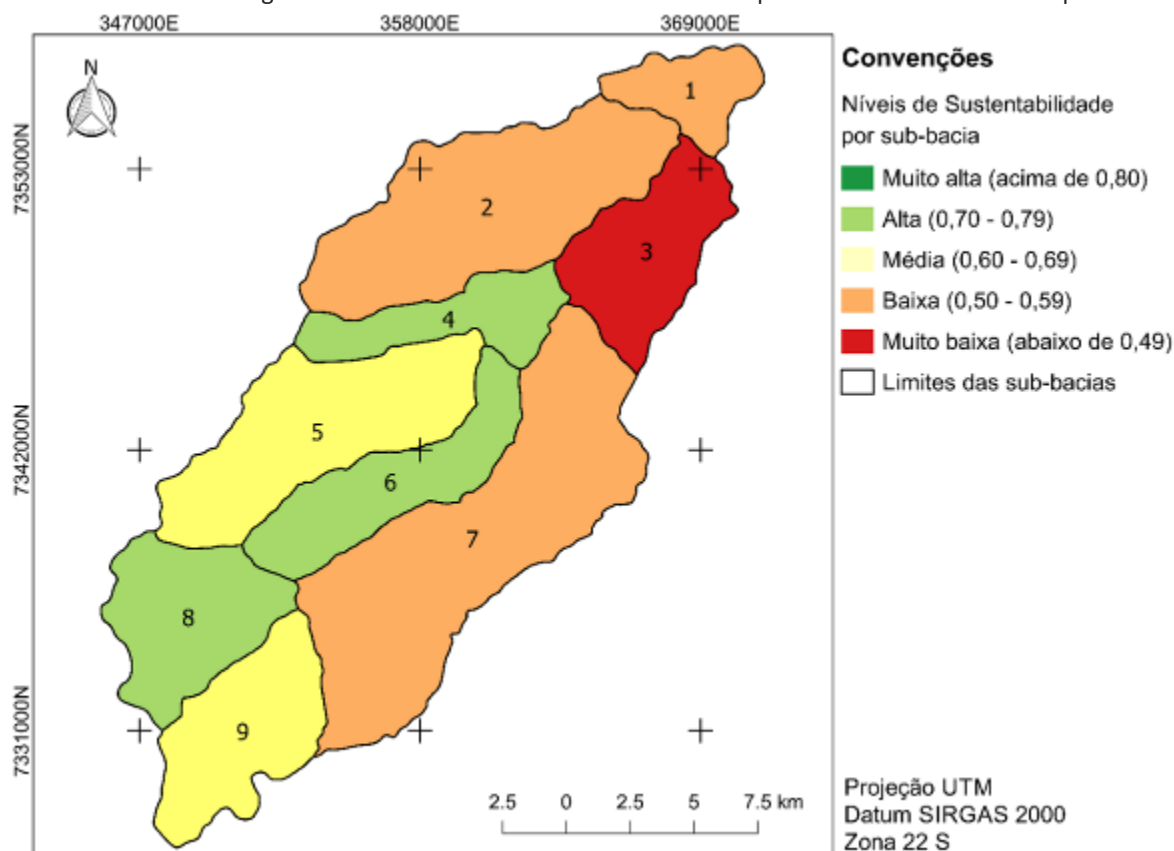 347000E 358000E 369000E
N
7353000N
7342000N
7331000N
1
2
3
4
5
6
7
8
9
2.5 0 2.5 5 7.5 km
Convenções
Níveis de Sustentabilidade
por sub-bacia
Muito alta (acima de 0,80)
Alta (0,70 - 0,79)
Média (0,60 - 0,69)
Baixa (0,50 - 0,59)
Muito baixa (abaixo de 0,49)
Limites das sub-bacias
Projeção UTM
Datum SIRGAS 2000
Zona 22 S